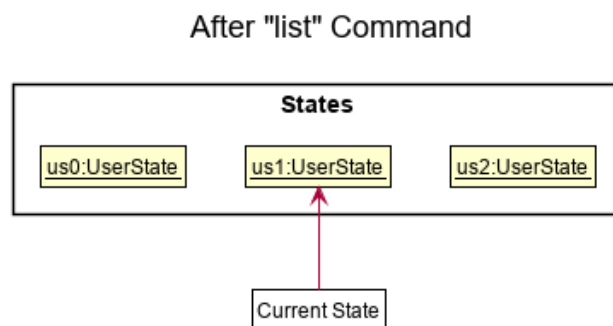 After "list" Command
States
us0:UserState
us1:UserState
us2:UserState
Current State